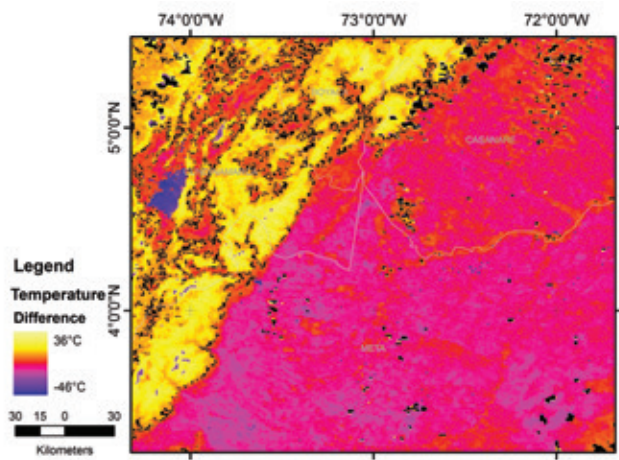 74°0'0"W 73°0'0"W 72°0'0"W
5°0'0"N
4°0'0"N
CASANARE
META
Legend
Temperature
Difference
36°C
-46°C
30 15 0 30
Kilometers